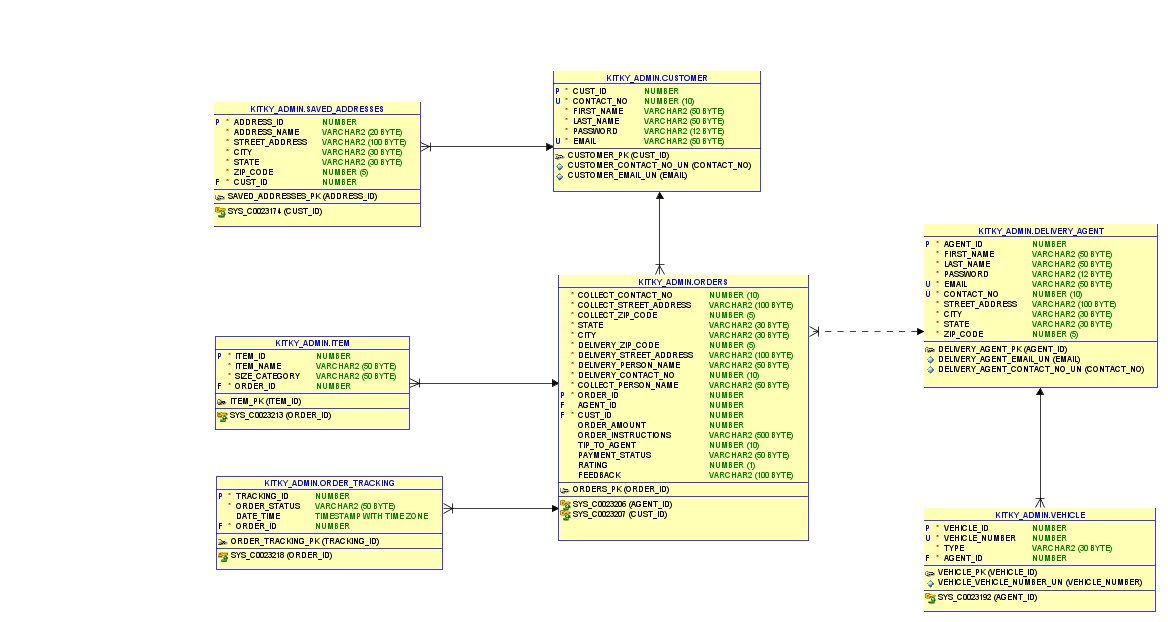 KITKY_ADMIN.CUSTOMER
P * CUST_ID NUMBER
U * CONTACT_NO NUMBER (10)
* FIRST_NAME VARCHAR2 (50 BYTE)
* LAST_NAME VARCHAR2 (50 BYTE)
* PASSWORD VARCHAR2 (12 BYTE)
U * EMAIL VARCHAR2 (50 BYTE)
CUSTOMER_PK (CUST_ID)
CUSTOMER_CONTACT_NO_UN (CONTACT_NO)
CUSTOMER_EMAIL_UN (EMAIL)
KITKY_ADMIN.SAVED_ADDRESSES
P * ADDRESS_ID NUMBER
* ADDRESS_NAME VARCHAR2 (20 BYTE)
* STREET_ADDRESS VARCHAR2 (100 BYTE)
* CITY VARCHAR2 (30 BYTE)
* STATE VARCHAR2 (30 BYTE)
* ZIP_CODE NUMBER (5)
F * CUST_ID NUMBER
SAVED_ADDRESSES_PK (ADDRESS_ID)
SYS_C0023174 (CUST_ID)
KITKY_ADMIN.DELIVERY_AGENT
P * AGENT_ID NUMBER
* FIRST_NAME VARCHAR2 (50 BYTE)
* LAST_NAME VARCHAR2 (50 BYTE)
* PASSWORD VARCHAR2 (12 BYTE)
U * EMAIL VARCHAR2 (50 BYTE)
U * CONTACT_NO NUMBER (10)
* STREET_ADDRESS VARCHAR2 (100 BYTE)
* CITY VARCHAR2 (30 BYTE)
* STATE VARCHAR2 (30 BYTE)
* ZIP_CODE NUMBER (5)
DELIVERY_AGENT_PK (AGENT_ID)
DELIVERY_AGENT_EMAIL_UN (EMAIL)
DELIVERY_AGENT_CONTACT_NO_UN (CONTACT_NO)
KITKY_ADMIN.ORDERS
* COLLECT_CONTACT_NO NUMBER (10)
* COLLECT_STREET_ADDRESS VARCHAR2 (100 BYTE)
* COLLECT_ZIP_CODE NUMBER (5)
* STATE VARCHAR2 (30 BYTE)
* CITY VARCHAR2 (30 BYTE)
* DELIVERY_ZIP_CODE NUMBER (5)
* DELIVERY_STREET_ADDRESS VARCHAR2 (100 BYTE)
* DELIVERY_PERSON_NAME VARCHAR2 (50 BYTE)
* DELIVERY_CONTACT_NO NUMBER (10)
* COLLECT_PERSON_NAME VARCHAR2 (50 BYTE)
P * ORDER_ID NUMBER
F AGENT_ID NUMBER
F * CUST_ID NUMBER
ORDER_AMOUNT NUMBER
ORDER_INSTRUCTIONS VARCHAR2 (500 BYTE)
TIP_TO_AGENT NUMBER (10)
PAYMENT_STATUS VARCHAR2 (50 BYTE)
RATING NUMBER (1)
FEEDBACK VARCHAR2 (100 BYTE)
ORDERS_PK (ORDER_ID)
SYS_C0023206 (AGENT_ID)
SYS_C0023207 (CUST_ID)
KITKY_ADMIN.ITEM
P * ITEM_ID NUMBER
* ITEM_NAME VARCHAR2 (50 BYTE)
* SIZE_CATEGORY VARCHAR2 (50 BYTE)
F * ORDER_ID NUMBER
ITEM_PK (ITEM_ID)
SYS_C0023213 (ORDER_ID)
KITKY_ADMIN.ORDER_TRACKING
P * TRACKING_ID NUMBER
* ORDER_STATUS VARCHAR2 (50 BYTE)
DATE_TIME TIMESTAMP WITH TIME ZONE
F * ORDER_ID NUMBER
ORDER_TRACKING_PK (TRACKING_ID)
SYS_C0023218 (ORDER_ID)
KITKY_ADMIN.VEHICLE
P * VEHICLE_ID NUMBER
U * VEHICLE_NUMBER NUMBER
* TYPE VARCHAR2 (30 BYTE)
F * AGENT_ID NUMBER
VEHICLE_PK (VEHICLE_ID)
VEHICLE_VEHICLE_NUMBER_UN (VEHICLE_NUMBER)
SYS_C0023192 (AGENT_ID)